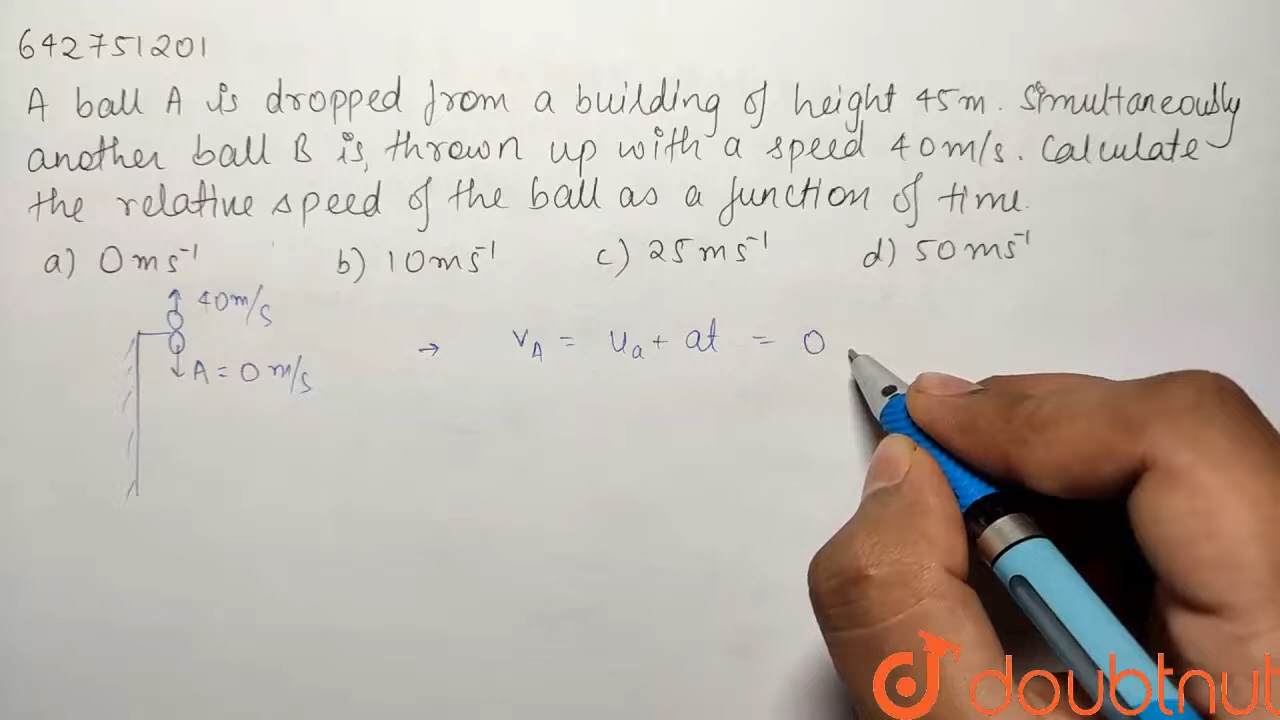 642751201
A ball A is dropped from a building of height 45m. Simultaneously
another ball B is thrown up with a speed 40m/s. Calculate
the relative speed of the ball as a function of time.
a) 0ms⁻¹ b) 10ms⁻¹ c) 25ms⁻¹ d) 50ms⁻¹
40m/s
A = 0m/s
→ v_A = u_a + at = 0
doubtnut